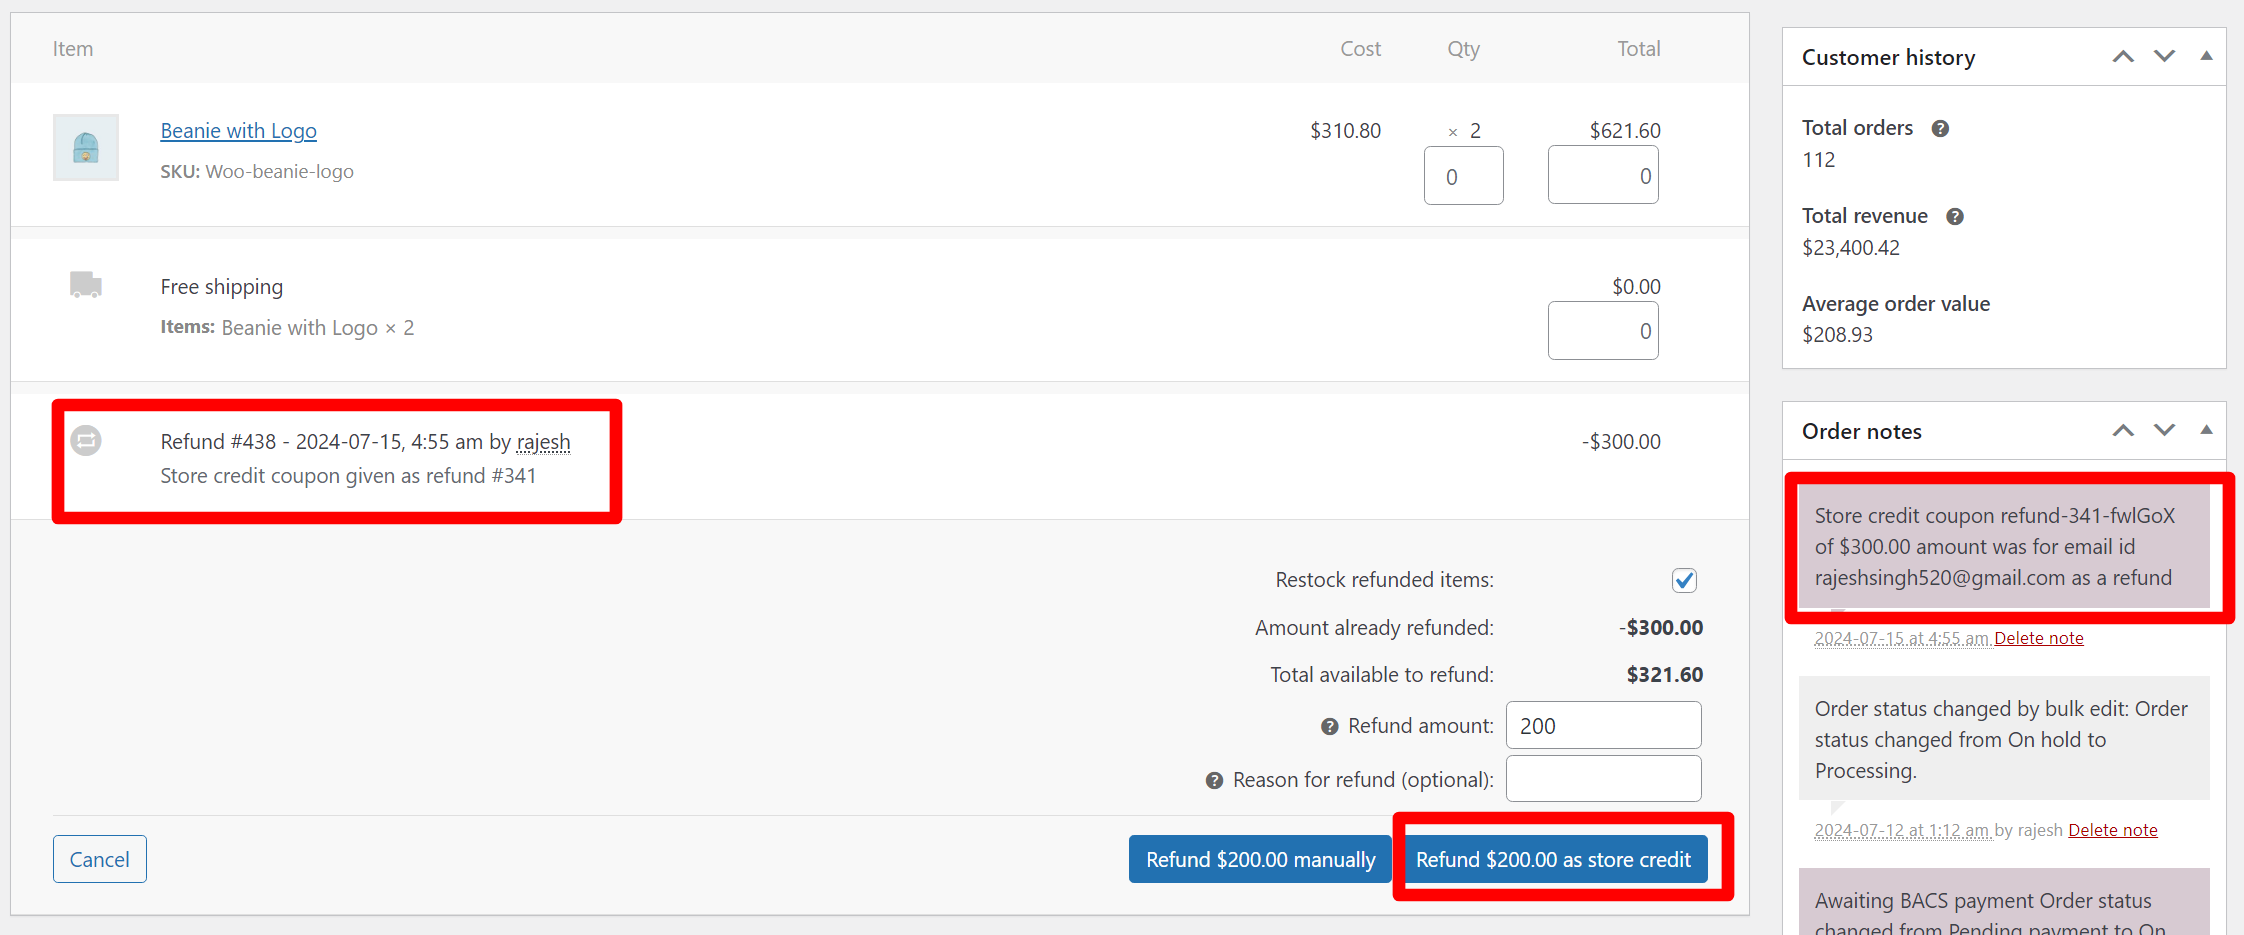 Item Cost Qty Total
Beanie with Logo $310.80 × 2 $621.60
SKU: Woo-beanie-logo 0 0
Free shipping $0.00
Items: Beanie with Logo × 2 0
Refund #438 - 2024-07-15, 4:55 am by rajesh -$300.00
Store credit coupon given as refund #341
Restock refunded items:
Amount already refunded: -$300.00
Total available to refund: $321.60
Refund amount: 200
Reason for refund (optional):
Cancel Refund $200.00 manually Refund $200.00 as store credit
Customer history
Total orders
112
Total revenue
$23,400.42
Average order value
$208.93
Order notes
Store credit coupon refund-341-fwlGoX
of $300.00 amount was for email id
rajeshsingh520@gmail.com as a refund
2024-07-15 at 4:55 am Delete note
Order status changed by bulk edit: Order
status changed from On hold to
Processing.
2024-07-12 at 1:12 am by rajesh Delete note
Awaiting BACS payment Order status
changed from Pending payment to On